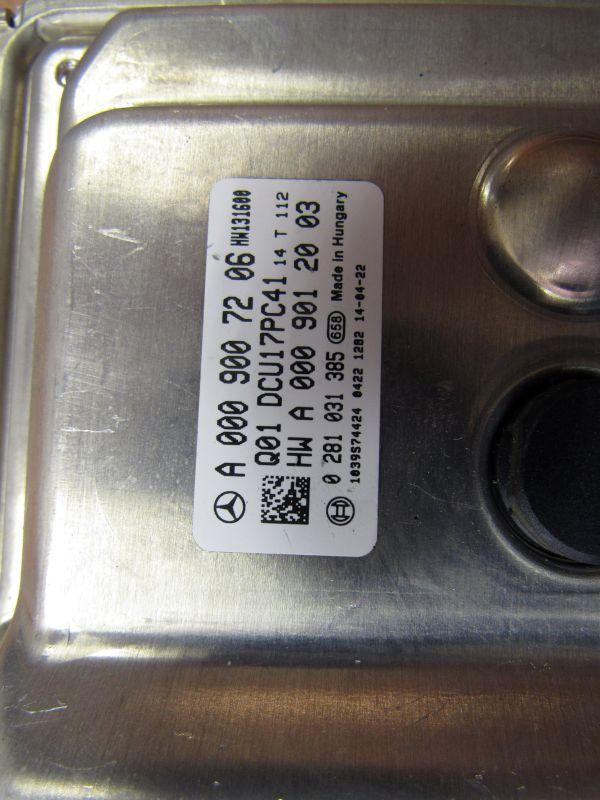 A 000 900 72 06 HW131600
Q01 DCU17PC41 14 T 112
HW A 000 901 20 03
0 281 031 385 658 Made in Hungary
1039S74424 0422 1282 14-04-22